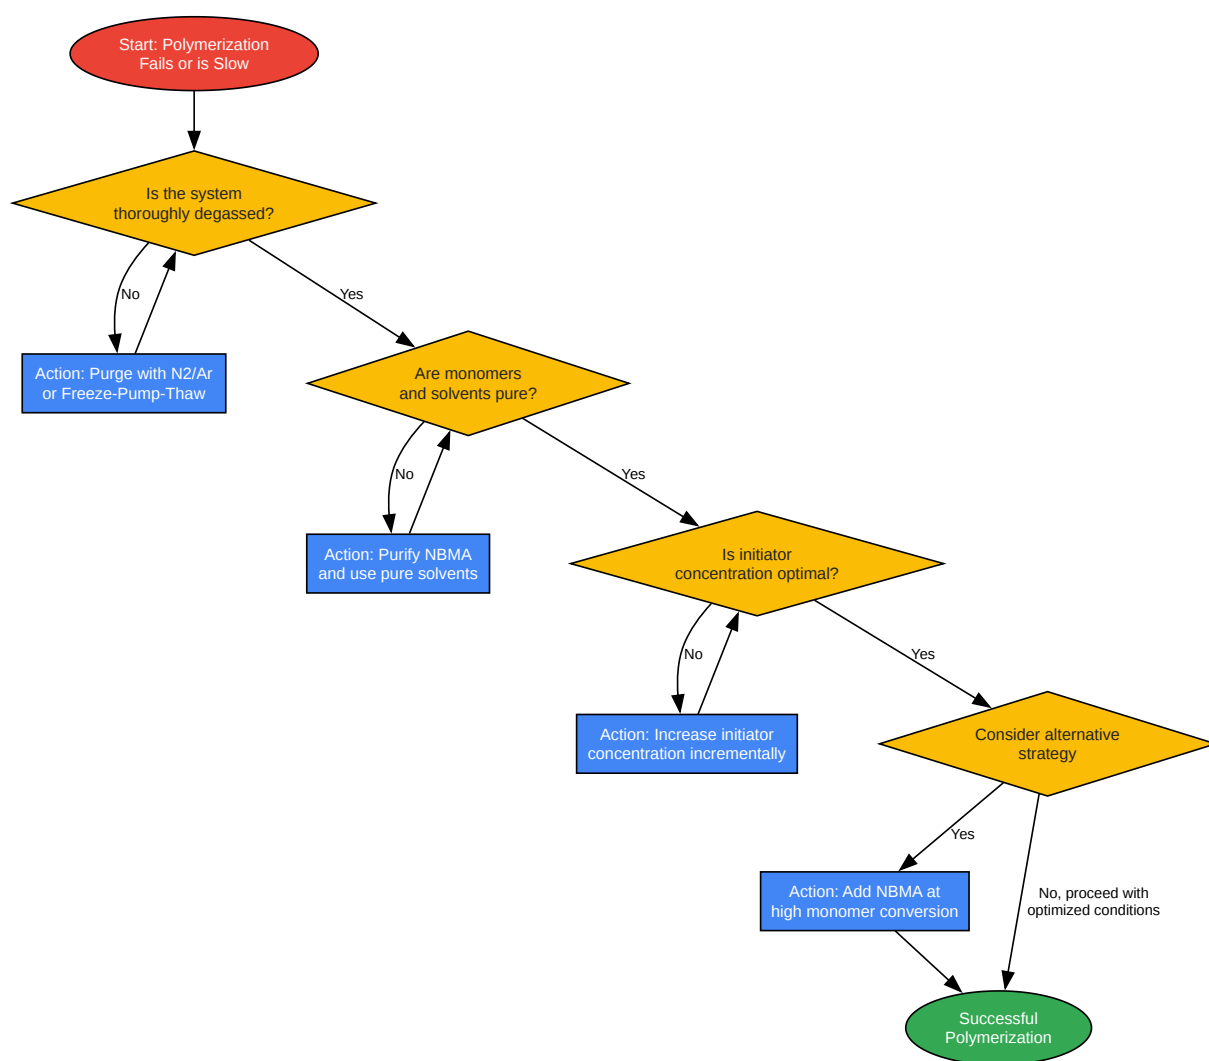 Start: Polymerization
Fails or is Slow
Is the system
thoroughly degassed?
No
Yes
Action: Purge with N2/Ar
or Freeze-Pump-Thaw
Are monomers
and solvents pure?
No
Yes
Action: Purify NBMA
and use pure solvents
Is initiator
concentration optimal?
No
Yes
Action: Increase initiator
concentration incrementally
Consider alternative
strategy
Yes
No, proceed with
optimized conditions
Action: Add NBMA at
high monomer conversion
Successful
Polymerization